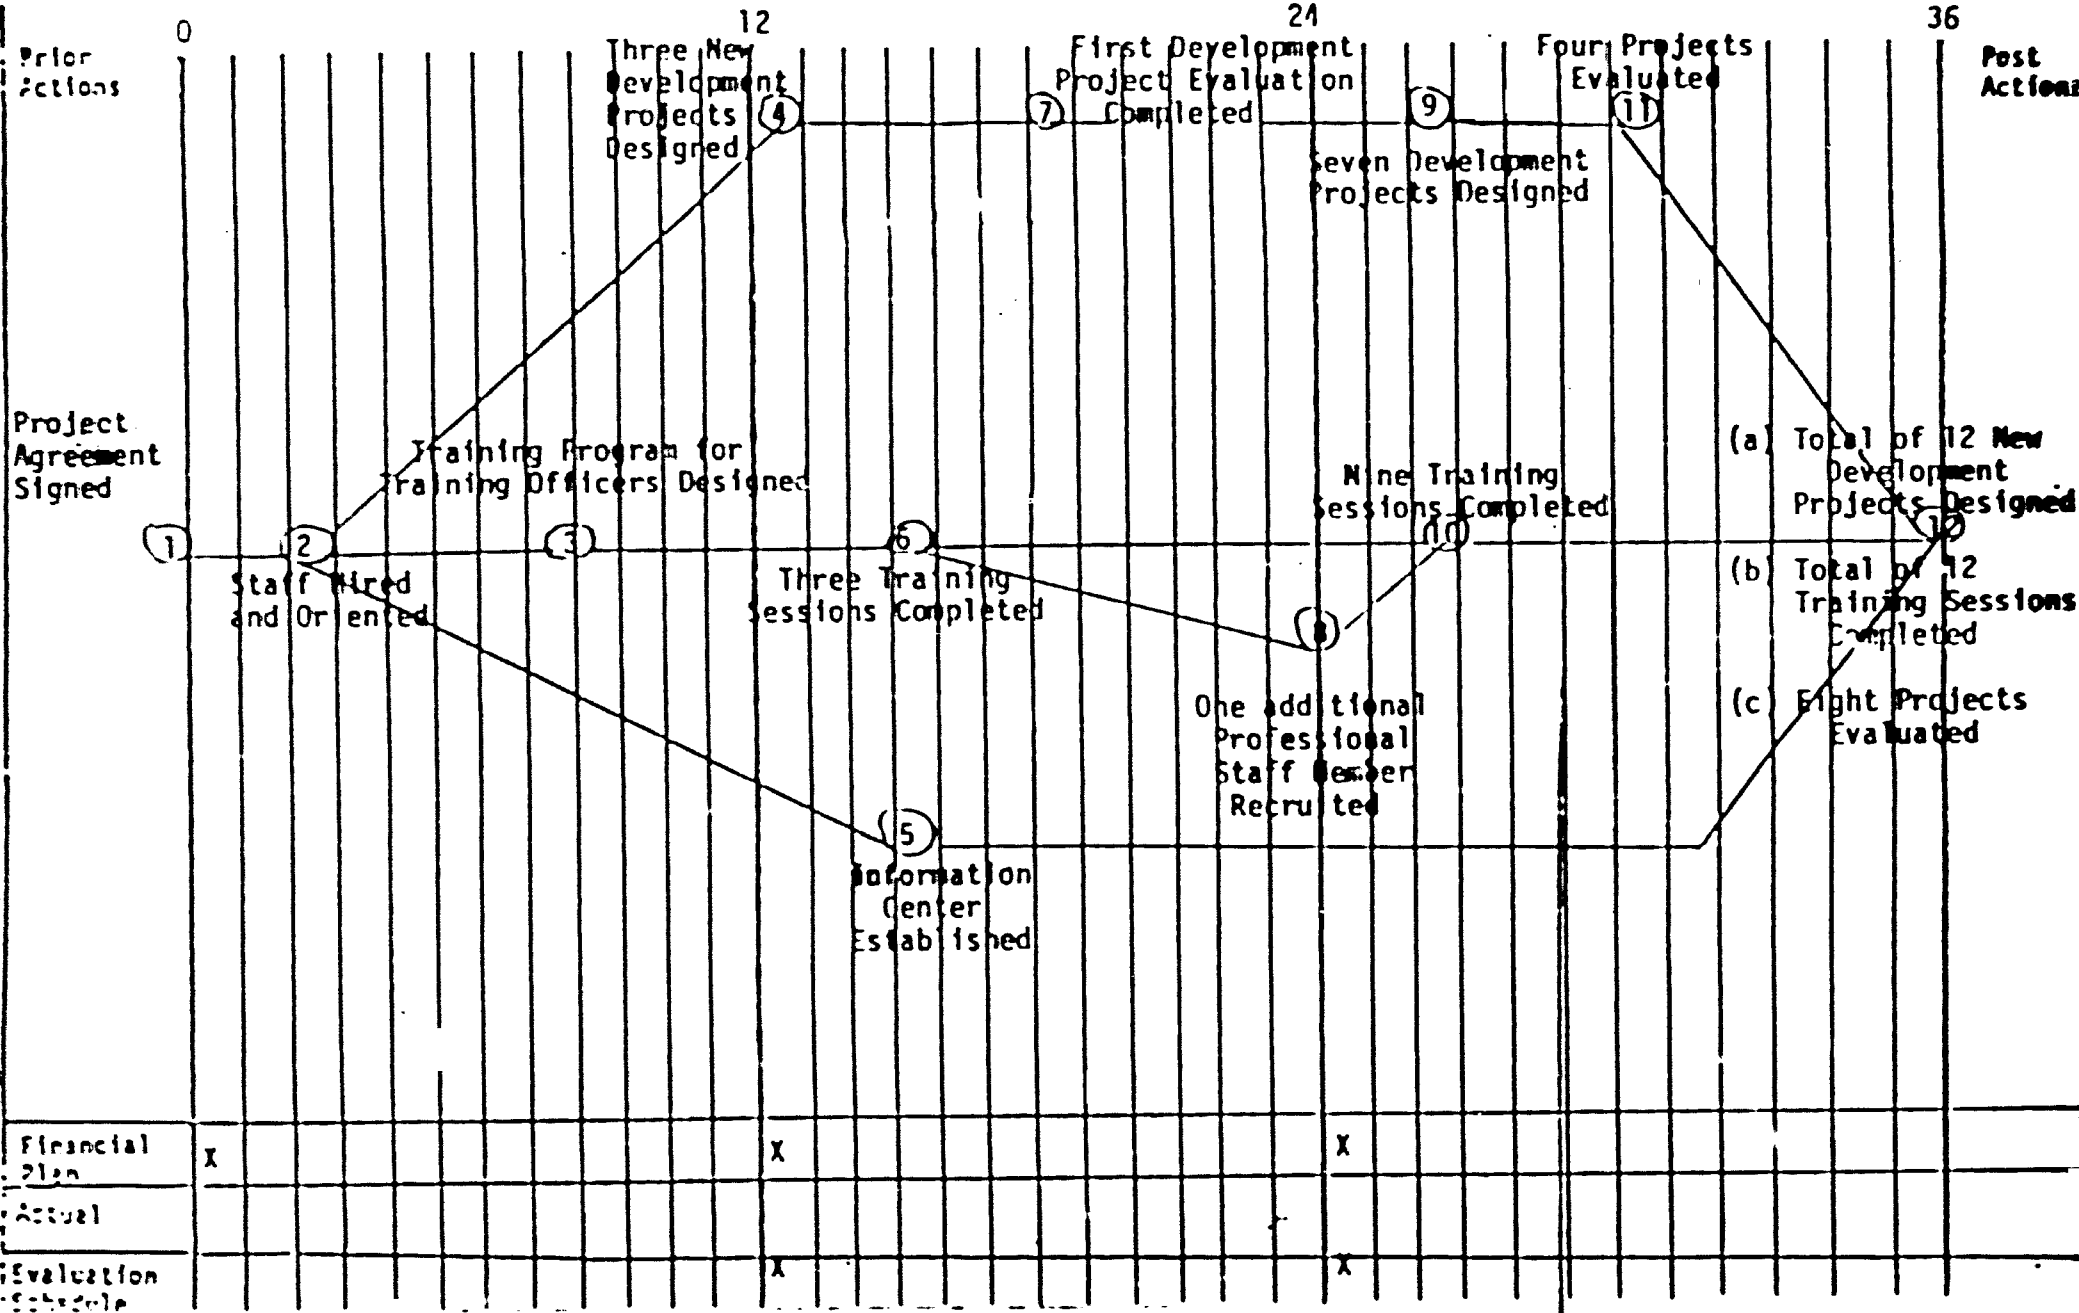 0
12
24
36
Prior
Actions
Post
Actions
Three New
Development
Projects
Designed
4
7
First Development
Project Evaluation
Completed
9
Seven Development
Projects Designed
Four Projects
Evaluated
11
Project
Agreement
Signed
1
2
Staff Hired
and Oriented
Training Program for
Training Officers Designed
3
6
Three Training
Sessions Completed
Nine Training
Sessions Completed
10
8
One additional
Professional
Staff Member
Recruited
5
Information
Center
Established
(a) Total of 12 New
Development
Projects Designed
12
(b) Total of 12
Training Sessions
Completed
(c) Eight Projects
Evaluated
Financial
Plan
X X X
Actual
Evaluation
Schedule
X X